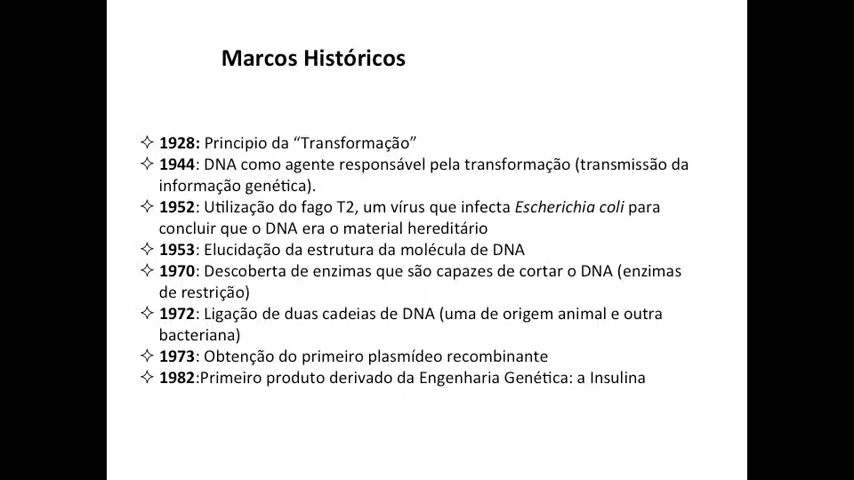 Marcos Históricos
✧ 1928: Principio da “Transformação”
✧ 1944: DNA como agente responsável pela transformação (transmissão da
informação genética).
✧ 1952: Utilização do fago T2, um vírus que infecta Escherichia coli para
concluir que o DNA era o material hereditário
✧ 1953: Elucidação da estrutura da molécula de DNA
✧ 1970: Descoberta de enzimas que são capazes de cortar o DNA (enzimas
de restrição)
✧ 1972: Ligação de duas cadeias de DNA (uma de origem animal e outra
bacteriana)
✧ 1973: Obtenção do primeiro plasmídeo recombinante
✧ 1982:Primeiro produto derivado da Engenharia Genética: a Insulina